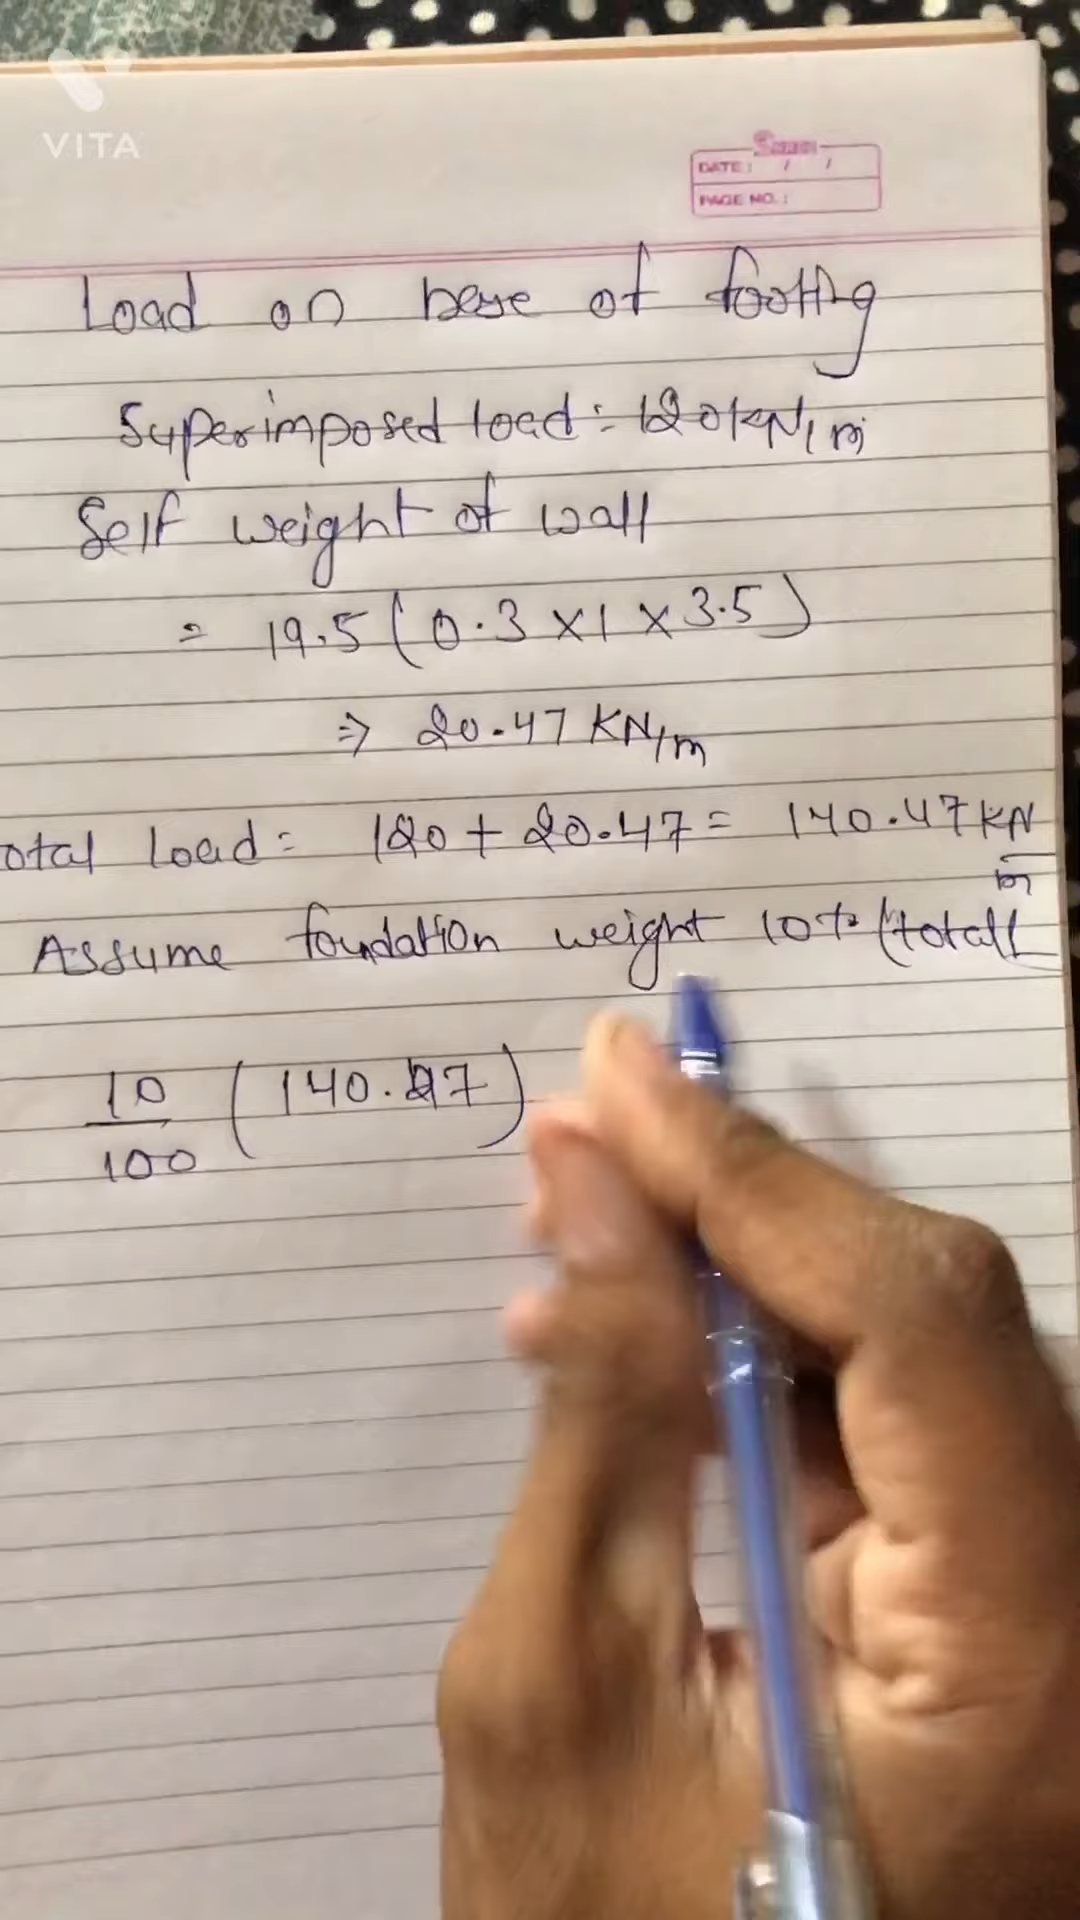 VITA
DATE: / /
PAGE NO.:
Load on base of footing
Superimposed load: 120 kN/m
Self weight of wall
= 19.5 (0.3 x 1 x 3.5)
⇒ 20.47 KN/m
otal load = 120 + 20.47 = 140.47 KN/m
Assume foundation weight 10% (total L
10/100 (140.47)